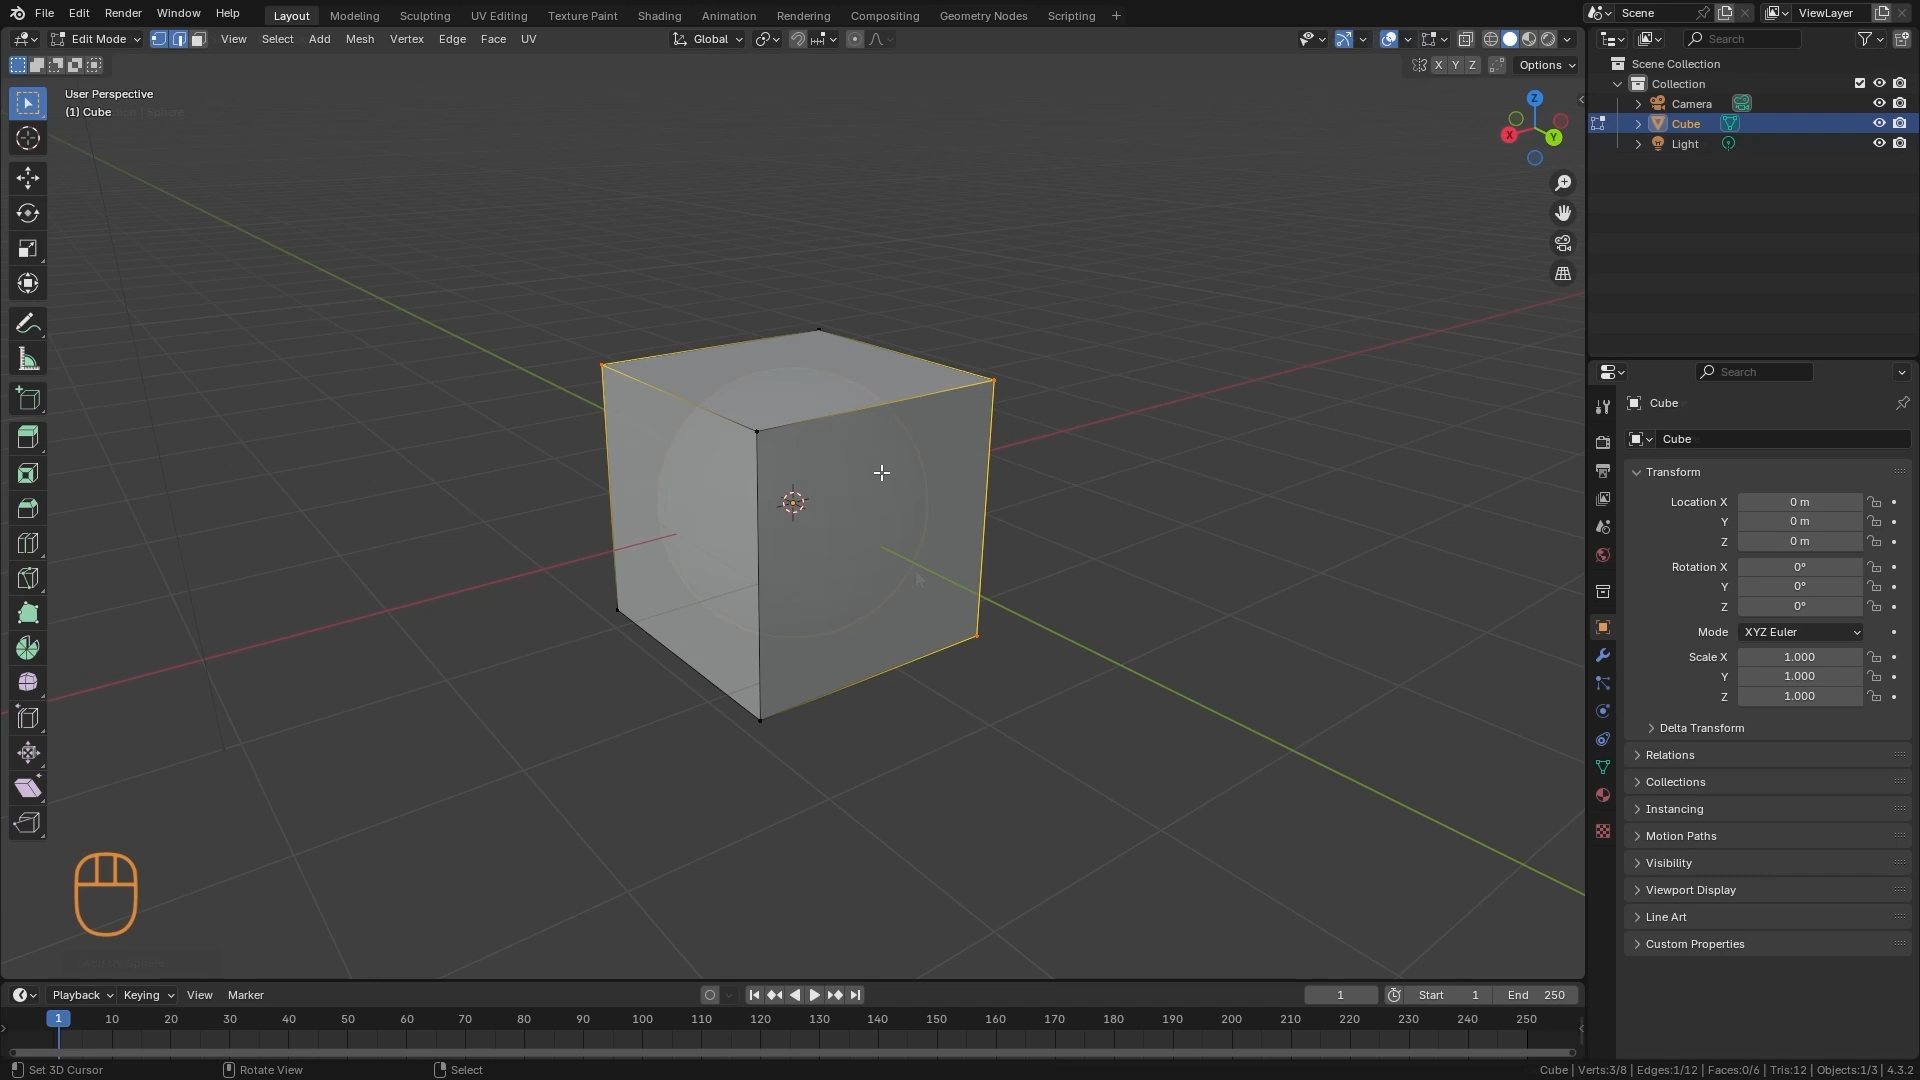 File Edit Render Window Help Layout Modeling Sculpting UV Editing Texture Paint Shading Animation Rendering Compositing Geometry Nodes Scripting + Scene ViewLayer
Edit Mode View Select Add Mesh Vertex Edge Face UV Global Search
X Y Z Options
Scene Collection
Collection
Camera
Cube
Light
User Perspective
(1) Cube
Z
X
Y
Search
Cube
Cube
Transform
Location X 0 m
Y 0 m
Z 0 m
Rotation X 0°
Y 0°
Z 0°
Mode XYZ Euler
Scale X 1.000
Y 1.000
Z 1.000
Delta Transform
Relations
Collections
Instancing
Motion Paths
Visibility
Viewport Display
Line Art
Custom Properties
Playback Keying View Marker 1 Start 1 End 250
1 10 20 30 40 50 60 70 80 90 100 110 120 130 140 150 160 170 180 190 200 210 220 230 240 250
Set 3D Cursor Rotate View Select Cube | Verts:3/8 | Edges:1/12 | Faces:0/6 | Tris:12 | Objects:1/3 | 4.3.2